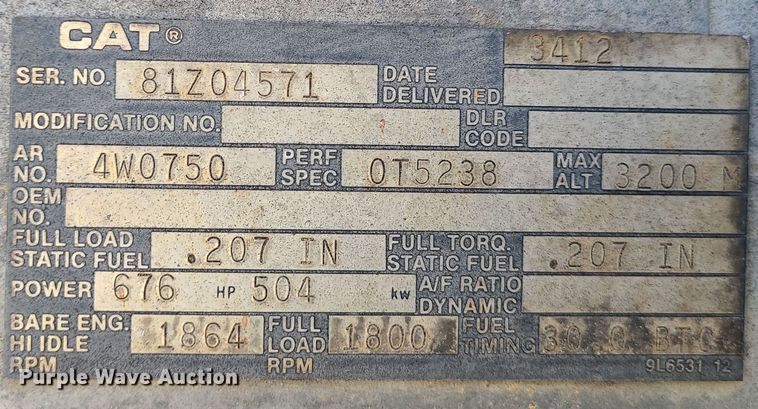 CAT® 3412
SER. NO. 81Z04571 DATE DELIVERED
MODIFICATION NO. DLR CODE
AR NO. 4W0750 PERF SPEC 0T5238 MAX ALT 3200 M
OEM NO.
FULL LOAD STATIC FUEL .207 IN FULL TORQ. STATIC FUEL .207 IN
POWER 676 HP 504 kw A/F RATIO DYNAMIC
BARE ENG. HI IDLE RPM 1864 FULL LOAD RPM 1800 FUEL TIMING 30.0 BTC
9L6531 12
Purple Wave Auction